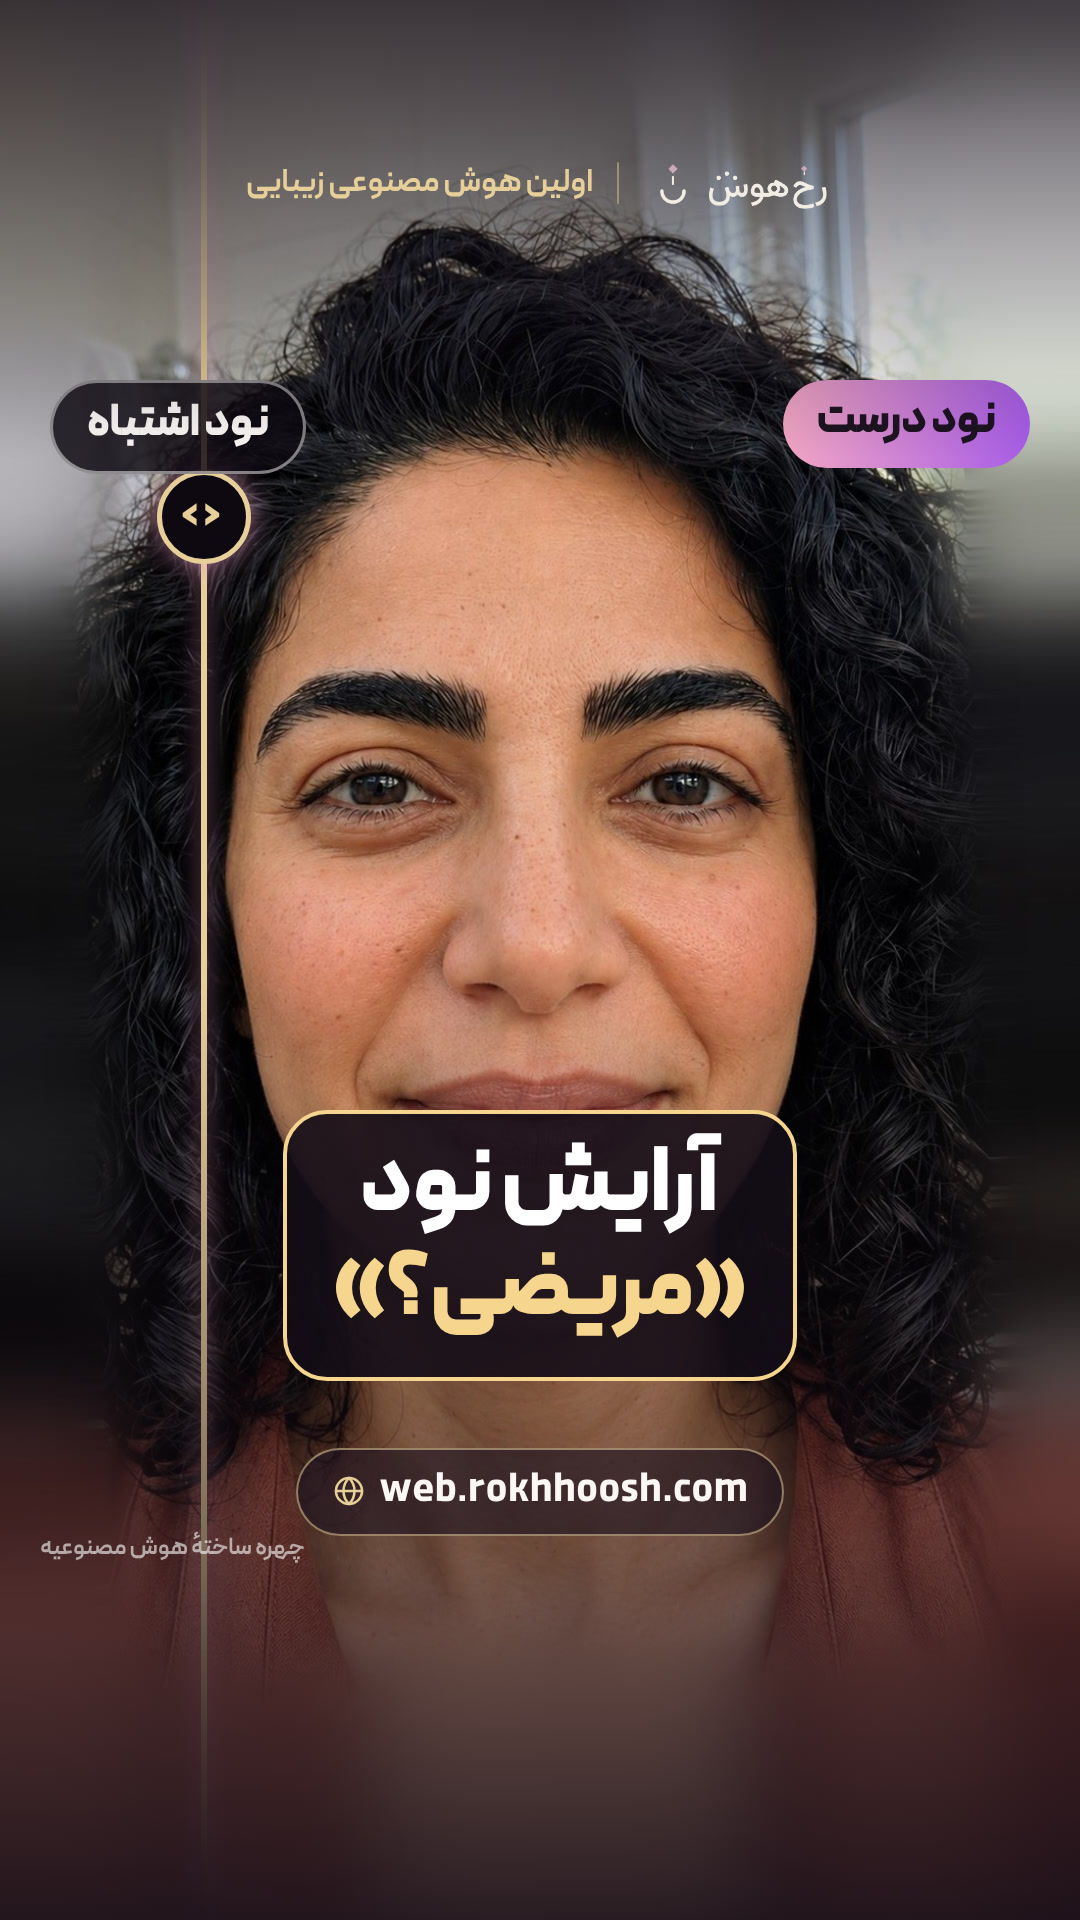 رخ هوش | اولین هوش مصنوعی زیبایی
نود درست
نود اشتباه
آرایش نود
«مریضی؟»
web.rokhhoosh.com
چهره ساختهٔ هوش مصنوعیه